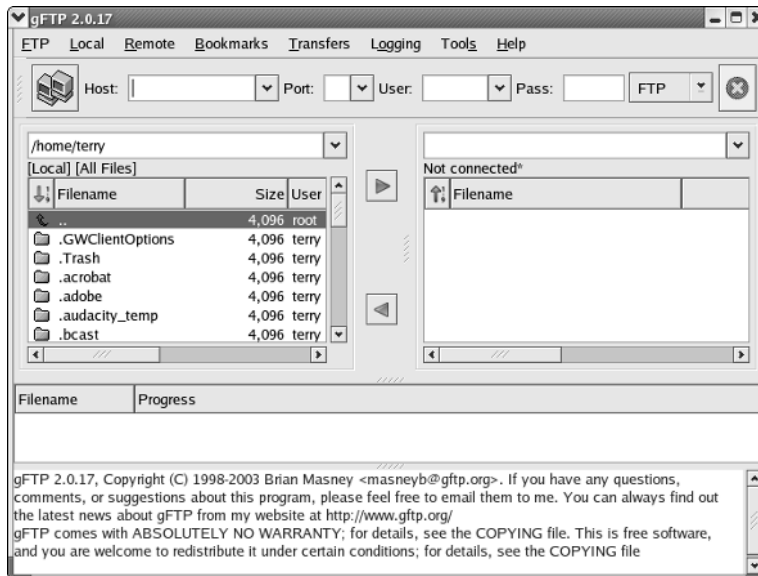 gFTP 2.0.17
FTP Local Remote Bookmarks Transfers Logging Tools Help
Host: Port: User: Pass: FTP
/home/terry
[Local] [All Files]
Filename Size User
.. 4,096 root
.GWClientOptions 4,096 terry
.Trash 4,096 terry
.acrobat 4,096 terry
.adobe 4,096 terry
.audacity_temp 4,096 terry
.bcast 4,096 terry
Not connected*
Filename
Filename Progress
gFTP 2.0.17, Copyright (C) 1998-2003 Brian Masney <masneyb@gftp.org>. If you have any questions,
comments, or suggestions about this program, please feel free to email them to me. You can always find out
the latest news about gFTP from my website at http://www.gftp.org/
gFTP comes with ABSOLUTELY NO WARRANTY; for details, see the COPYING file. This is free software,
and you are welcome to redistribute it under certain conditions; for details, see the COPYING file